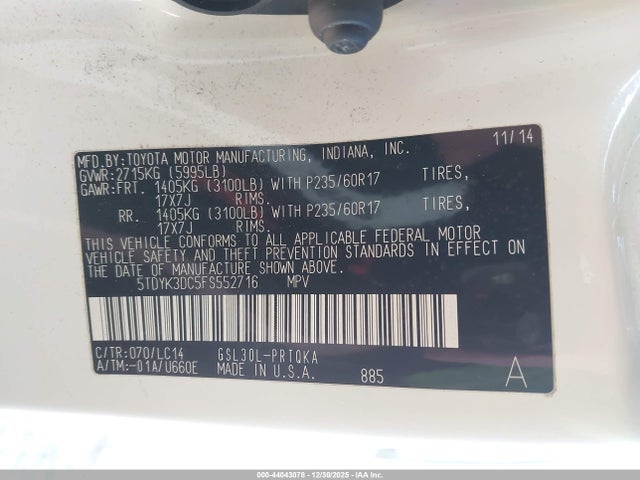 MFD.BY:TOYOTA MOTOR MANUFACTURING, INDIANA, INC. 11/14
GVWR:2715KG (5995LB)
GAWR:FRT. 1405KG (3100LB) WITH P235/60R17 TIRES,
17X7J RIMS.
RR. 1405KG (3100LB) WITH P235/60R17 TIRES,
17X7J RIMS.
THIS VEHICLE CONFORMS TO ALL APPLICABLE FEDERAL MOTOR
VEHICLE SAFETY AND THEFT PREVENTION STANDARDS IN EFFECT ON
THE DATE OF MANUFACTURE SHOWN ABOVE.
5TDYK3DC5FS552716 MPV
C/TR:070/LC14 GSL30L-PRTQKA
A/TM:-01A/U660E MADE IN U.S.A. 885 A
000-44043078 - 12/30/2025 - IAA Inc.